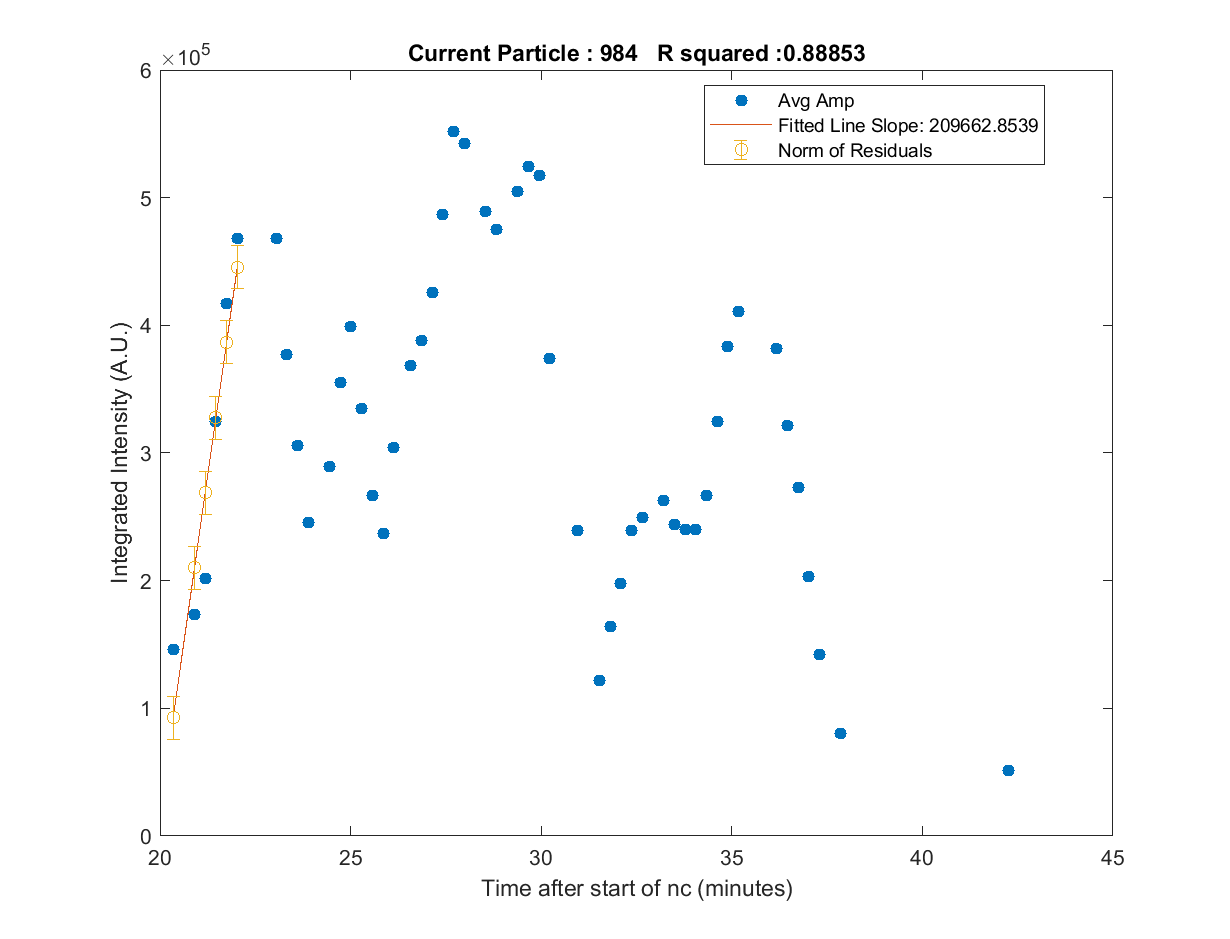 Current Particle : 984   R squared :0.88853
×10^5
Avg Amp
Fitted Line Slope: 209662.8539
Norm of Residuals
6
5
4
3
2
1
0
Integrated Intensity (A.U.)
20 25 30 35 40 45
Time after start of nc (minutes)